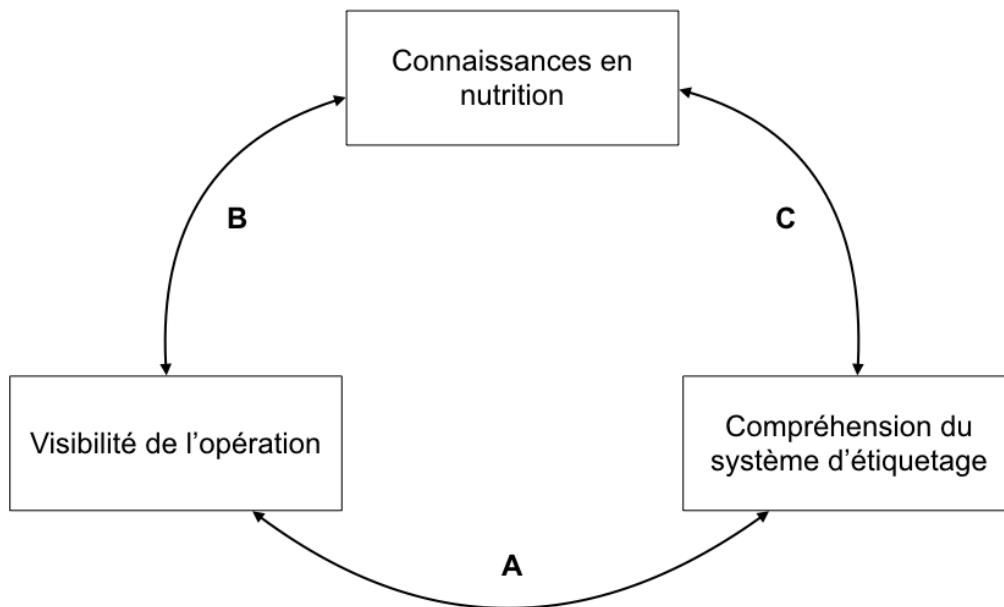 Connaissances en
nutrition
B
C
Visibilité de l’opération
Compréhension du
système d’étiquetage
A